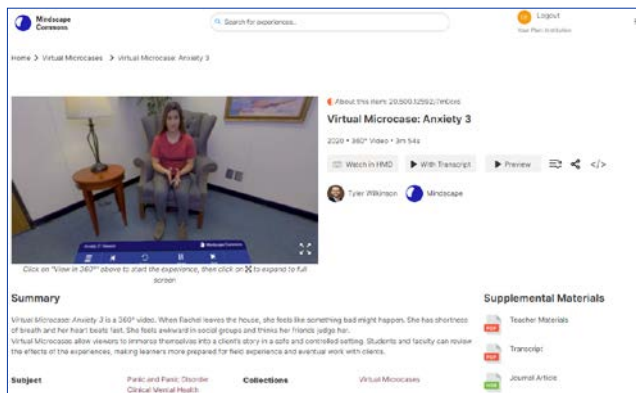 Mindscape
Commons
Search for experiences...
Logout
Your Plan: Institution
Home > Virtual Microcases > Virtual Microcase: Anxiety 3
About this item:
Virtual Microcase: Anxiety 3
2020 • 360° Video • 3m 54s
Watch in HMD
With Transcript
Preview
</>
Tyler Wilkinson
Mindscape
Mindscape Commons
Click on "View in 360°" above to start the experience, then click on to expand to full
screen
Summary
Virtual Microcase: Anxiety 3 is a 360° video. When Rachel leaves the house, she feels like something bad might happen. She has shortness
of breath and her heart beats fast. She feels awkward in social groups and thinks her friends judge her.
Virtual Microcases allow viewers to immerse themselves into a client's story in a safe and controlled setting. Students and faculty can review
the effects of the experiences, making learners more prepared for field experience and eventual work with clients.
Supplemental Materials
PDF
Teacher Materials
PDF
Transcript
Journal Article
Subject
Panic and Panic Disorder
Clinical Mental Health
Collections
Virtual Microcases